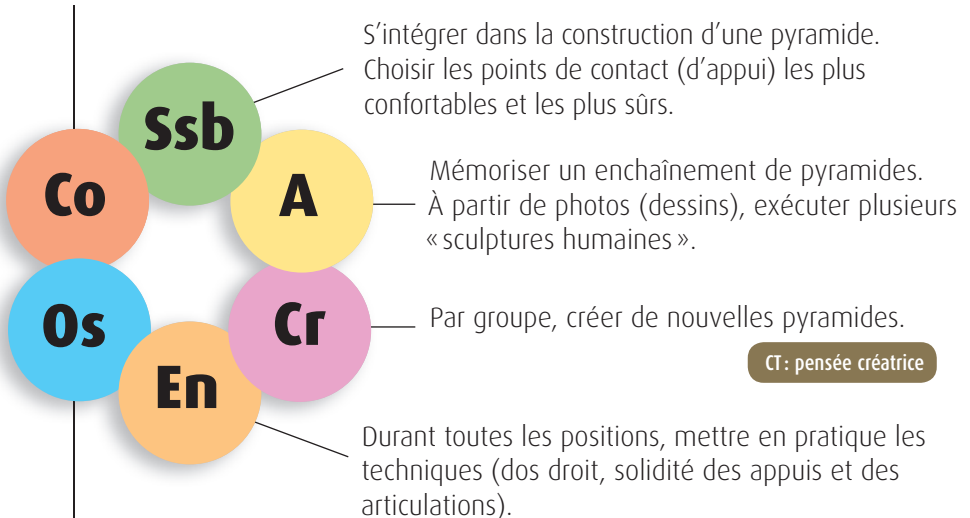 S’intégrer dans la construction d’une pyramide.
Choisir les points de contact (d’appui) les plus
confortables et les plus sûrs.
Ssb
Co
A
Mémoriser un enchaînement de pyramides.
À partir de photos (dessins), exécuter plusieurs
« sculptures humaines ».
Os
Cr
Par groupe, créer de nouvelles pyramides.
CT : pensée créatrice
En
Durant toutes les positions, mettre en pratique les
techniques (dos droit, solidité des appuis et des
articulations).